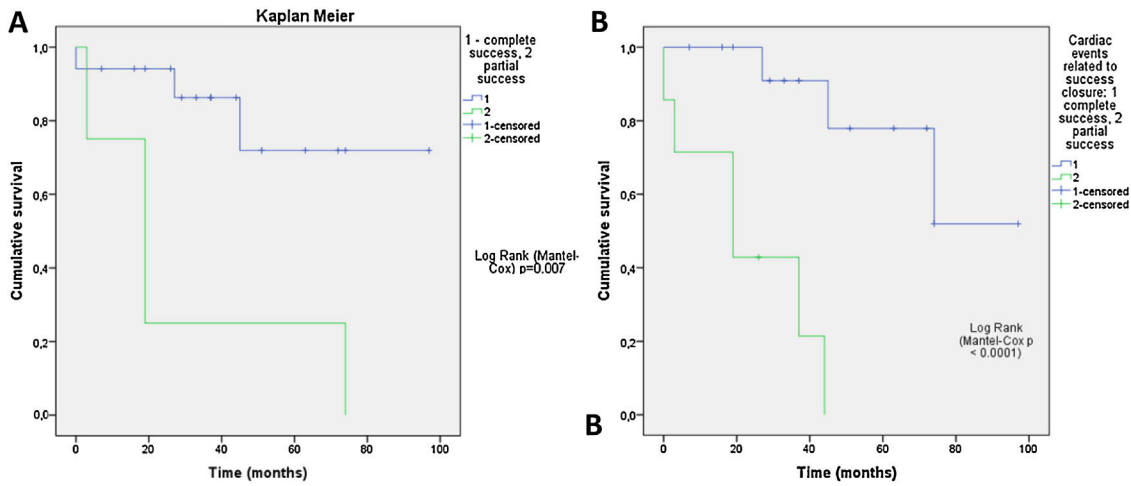 A
Kaplan Meier
1 - complete
success, 2
partial
success
1
2
1-censored
2-censored
Cumulative survival
1,0
0,8
0,6
0,4
0,2
0,0
Log Rank (Mantel-
Cox) p=0.007
0
20
40
60
80
100
Time (months)
B
Cardiac
events
related to
success
closure: 1
complete
success, 2
partial
success
1
2
1-censored
2-censored
Cumulative survival
1,0
0,8
0,6
0,4
0,2
0,0
Log Rank
(Mantel-Cox p
< 0.0001)
B
0
20
40
60
80
100
Time (months)